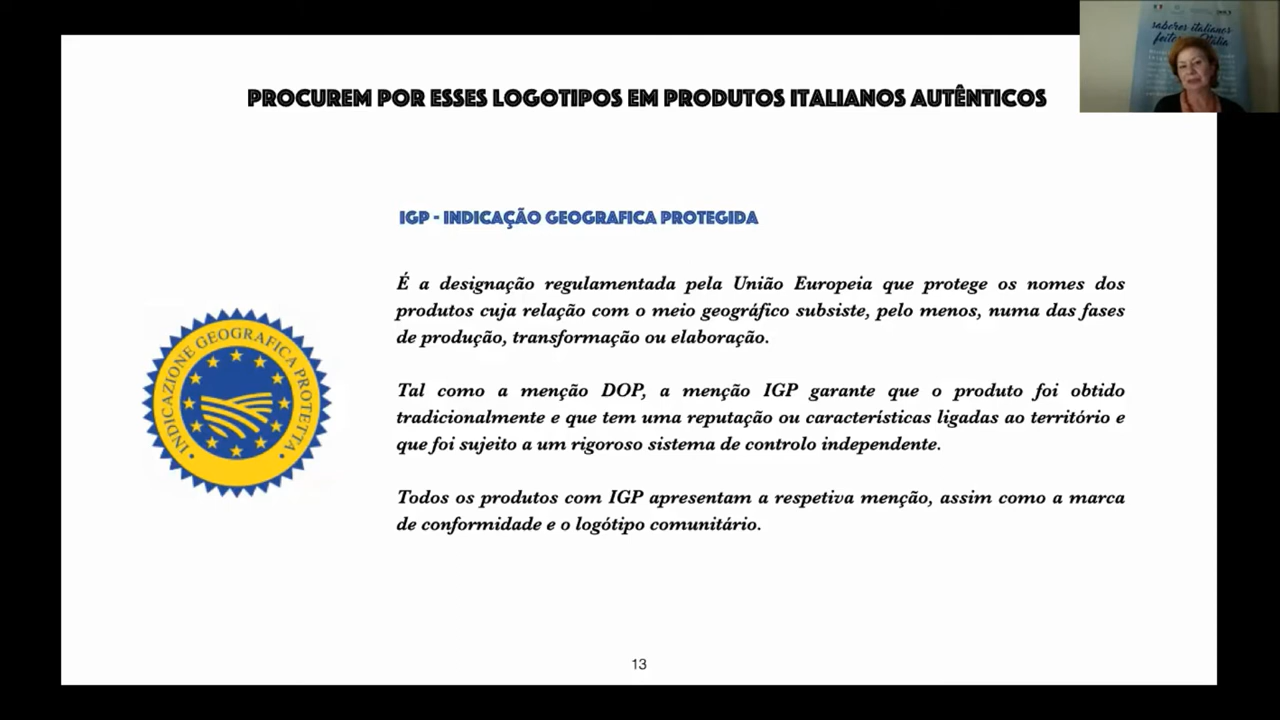 PROCUREM POR ESSES LOGOTIPOS EM PRODUTOS ITALIANOS AUTÊNTICOS
sabores italianos
IGP - INDICAÇÃO GEOGRAFICA PROTEGIDA
É a designação regulamentada pela União Europeia que protege os nomes dos
produtos cuja relação com o meio geográfico subsiste, pelo menos, numa das fases
de produção, transformação ou elaboração.
INDICAZIONE GEOGRAFICA PROTETTA
Tal como a menção DOP, a menção IGP garante que o produto foi obtido
tradicionalmente e que tem uma reputação ou características ligadas ao território e
que foi sujeito a um rigoroso sistema de controlo independente.
Todos os produtos com IGP apresentam a respetiva menção, assim como a marca
de conformidade e o logótipo comunitário.
13